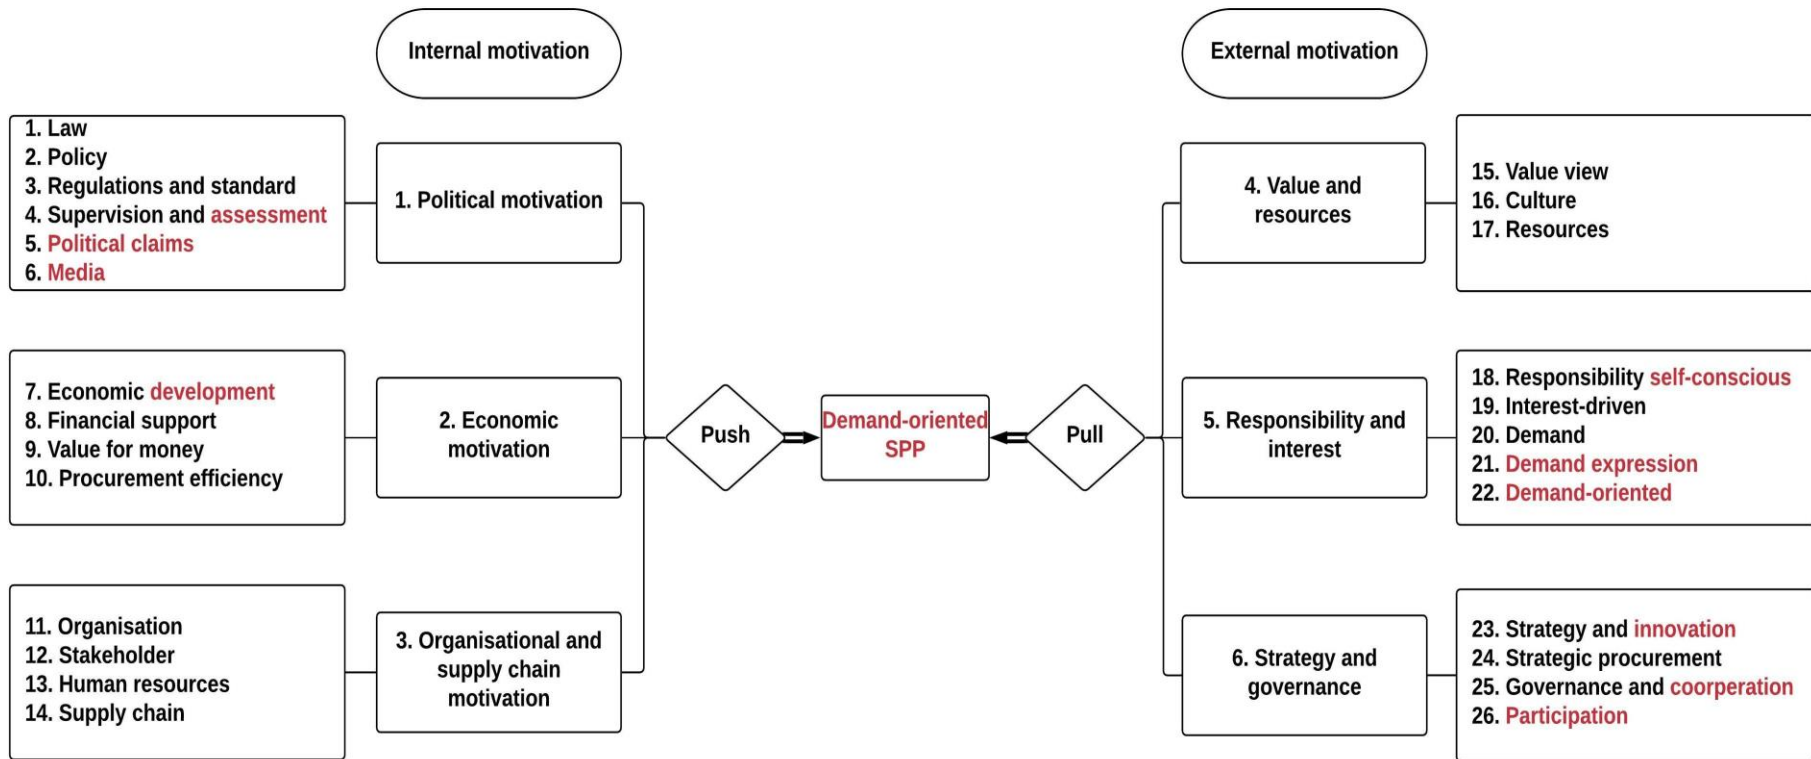 Internal motivation
External motivation
1. Law
2. Policy
3. Regulations and standard
4. Supervision and assessment
5. Political claims
6. Media
1. Political motivation
4. Value and
resources
15. Value view
16. Culture
17. Resources
7. Economic development
8. Financial support
9. Value for money
10. Procurement efficiency
2. Economic
motivation
Push
Demand-oriented
SPP
Pull
5. Responsibility and
interest
18. Responsibility self-conscious
19. Interest-driven
20. Demand
21. Demand expression
22. Demand-oriented
11. Organisation
12. Stakeholder
13. Human resources
14. Supply chain
3. Organisational and
supply chain
motivation
6. Strategy and
governance
23. Strategy and innovation
24. Strategic procurement
25. Governance and coorperation
26. Participation